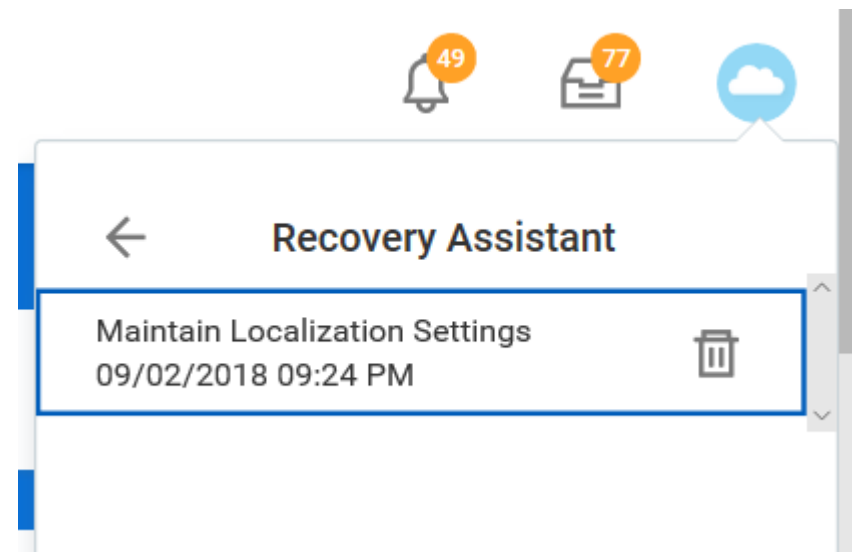 49
77
Recovery Assistant
Maintain Localization Settings
09/02/2018 09:24 PM